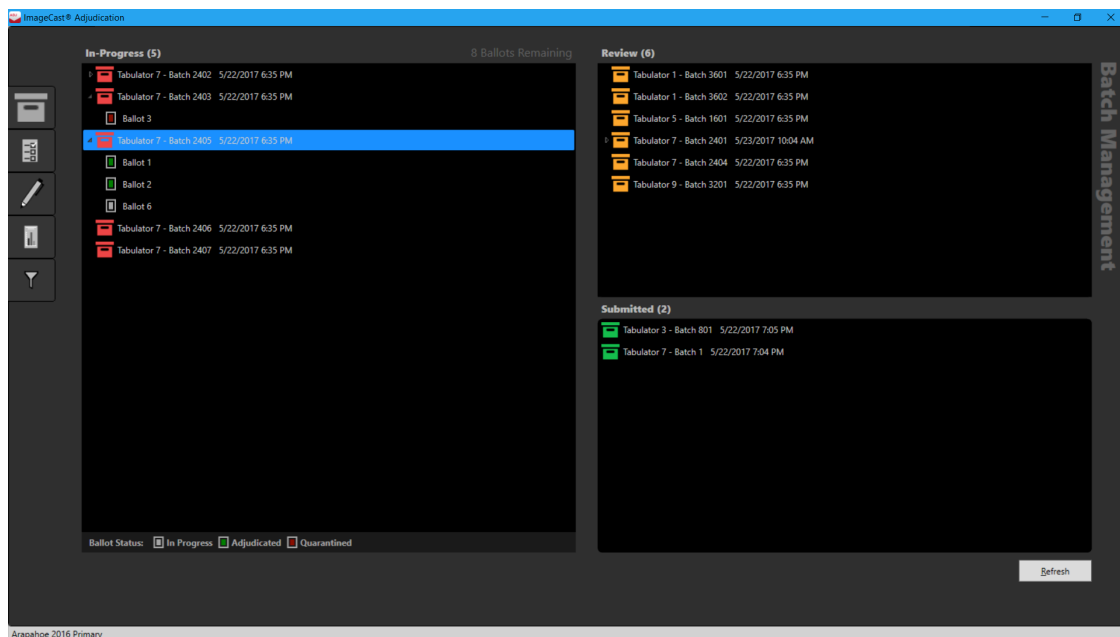 ImageCast® Adjudication
In-Progress (5)
8 Ballots Remaining
Tabulator 7 - Batch 2402 5/22/2017 6:35 PM
Tabulator 7 - Batch 2403 5/22/2017 6:35 PM
Ballot 3
Tabulator 7 - Batch 2405 5/22/2017 6:35 PM
Ballot 1
Ballot 2
Ballot 6
Tabulator 7 - Batch 2406 5/22/2017 6:35 PM
Tabulator 7 - Batch 2407 5/22/2017 6:35 PM
Ballot Status: In Progress Adjudicated Quarantined
Review (6)
Tabulator 1 - Batch 3601 5/22/2017 6:35 PM
Tabulator 1 - Batch 3602 5/22/2017 6:35 PM
Tabulator 5 - Batch 1601 5/22/2017 6:35 PM
Tabulator 7 - Batch 2401 5/23/2017 10:04 AM
Tabulator 7 - Batch 2404 5/22/2017 6:35 PM
Tabulator 9 - Batch 3201 5/22/2017 6:35 PM
Submitted (2)
Tabulator 3 - Batch 801 5/22/2017 7:05 PM
Tabulator 7 - Batch 1 5/22/2017 7:04 PM
Batch Management
Refresh
Arapahoe 2016 Primary